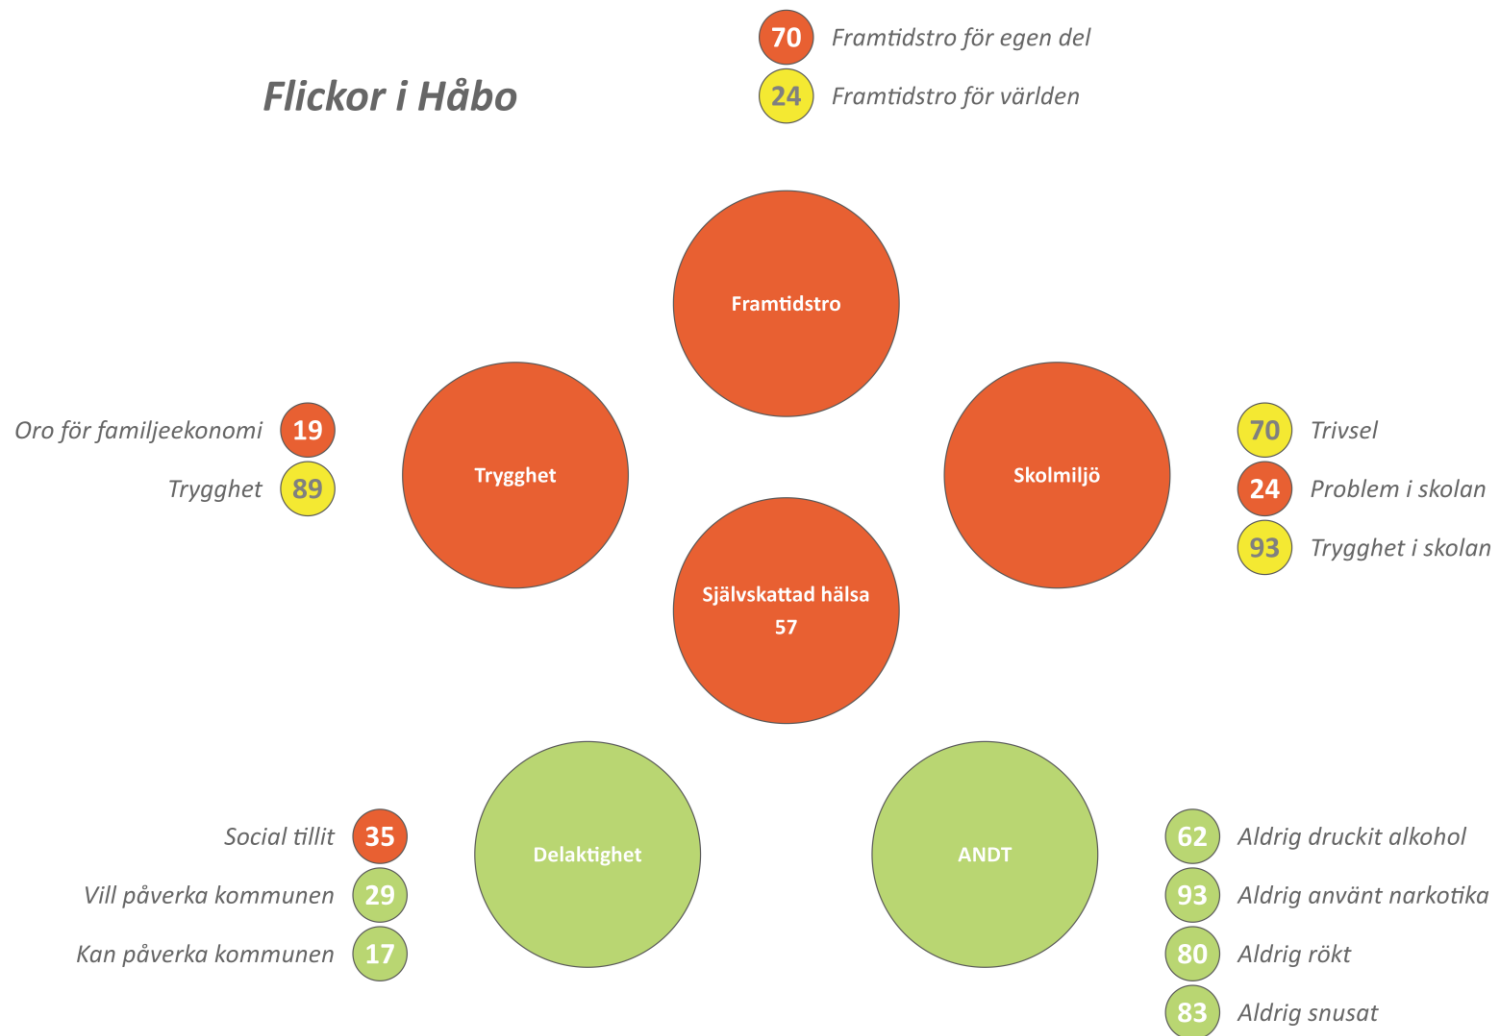 Flickor i Håbo
70 Framtidstro för egen del
24 Framtidstro för världen
Framtidstro
Oro för familjeekonomi 19
Trygghet 89
Trygghet
Skolmiljö
70 Trivsel
24 Problem i skolan
93 Trygghet i skolan
Självskattad hälsa
57
Social tillit 35
Vill påverka kommunen 29
Kan påverka kommunen 17
Delaktighet
ANDT
62 Aldrig druckit alkohol
93 Aldrig använt narkotika
80 Aldrig rökt
83 Aldrig snusat